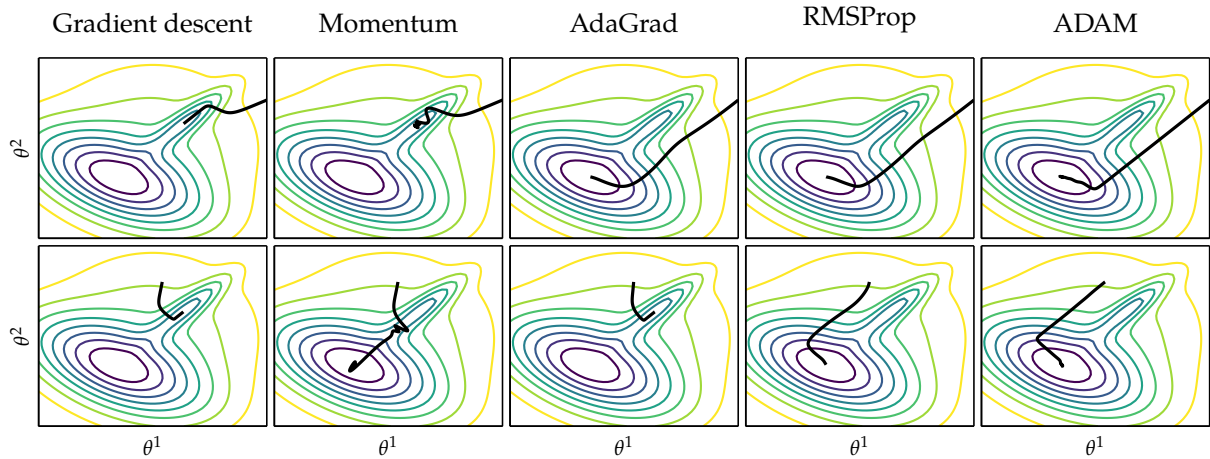 Gradient descent Momentum AdaGrad RMSProp ADAM
θ²
θ²
θ¹ θ¹ θ¹ θ¹ θ¹